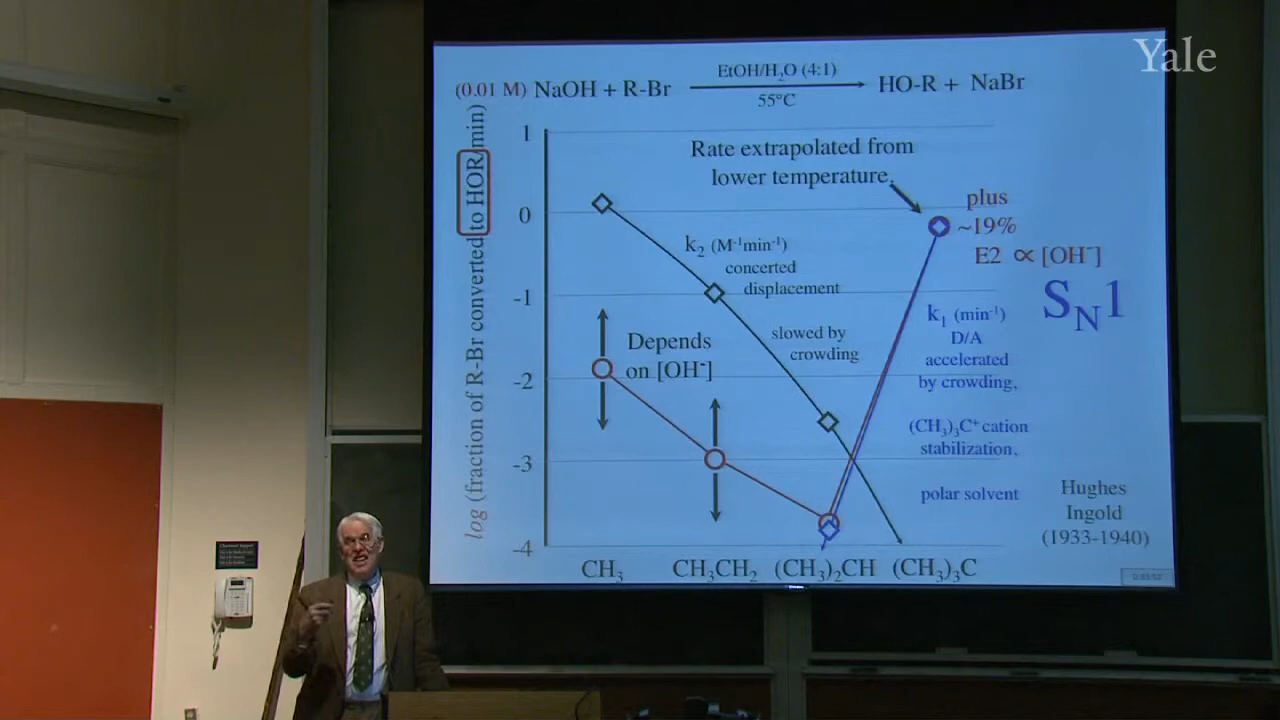 Yale
(0.01 M) NaOH + R-Br
EtOH/H₂O (4:1)
55°C
HO-R + NaBr
log (fraction of R-Br converted to HOR/min)
1
0
-1
-2
-3
-4
Rate extrapolated from
lower temperature.
plus
~19%
E2 ∝ [OH⁻]
k₂ (M⁻¹min⁻¹)
concerted
displacement
slowed by
crowding
Depends
on [OH⁻]
S_N1
k₁ (min⁻¹)
D/A
accelerated
by crowding,
(CH₃)₃C⁺ cation
stabilization,
polar solvent
Hughes
Ingold
(1933-1940)
CH₃ CH₃CH₂ (CH₃)₂CH (CH₃)₃C